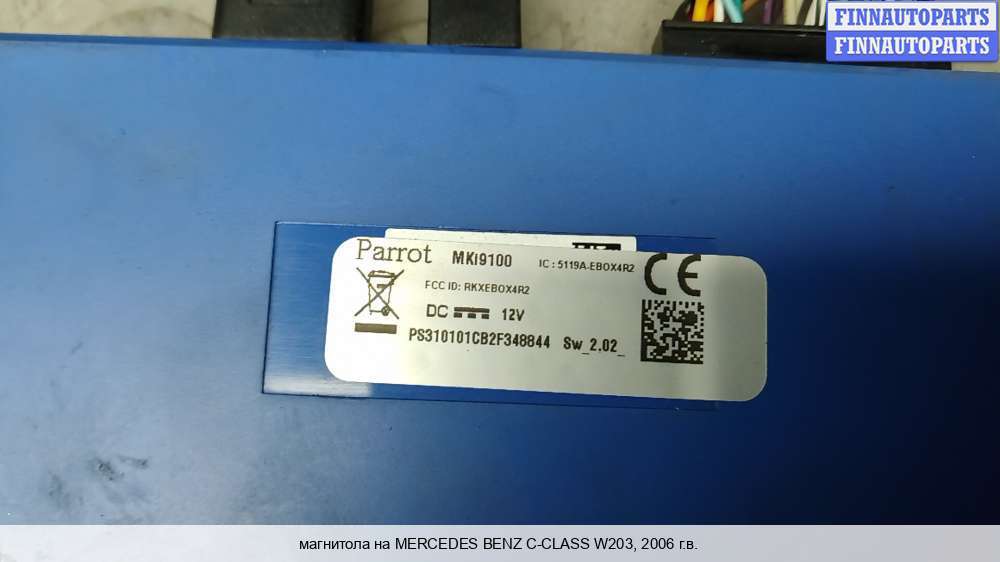 FINNAUTOPARTS
FINNAUTOPARTS
Parrot MKi9100 IC : 5119A-EBOX4R2
FCC ID: RKXEBOX4R2
DC 12V
PS310101CB2F348844 Sw_2.02_
CE
магнитола на MERCEDES BENZ C-CLASS W203, 2006 г.в.